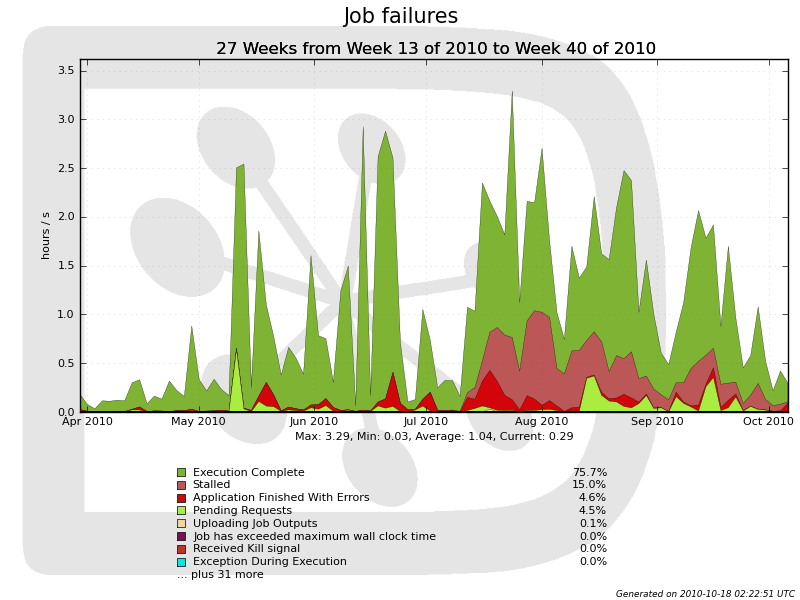 Job failures
27 Weeks from Week 13 of 2010 to Week 40 of 2010
3.5
3.0
2.5
2.0
1.5
1.0
0.5
0.0
hours / s
Apr 2010 May 2010 Jun 2010 Jul 2010 Aug 2010 Sep 2010 Oct 2010
Max: 3.29, Min: 0.03, Average: 1.04, Current: 0.29
Execution Complete 75.7%
Stalled 15.0%
Application Finished With Errors 4.6%
Pending Requests 4.5%
Uploading Job Outputs 0.1%
Job has exceeded maximum wall clock time 0.0%
Received Kill signal 0.0%
Exception During Execution 0.0%
... plus 31 more
Generated on 2010-10-18 02:22:51 UTC